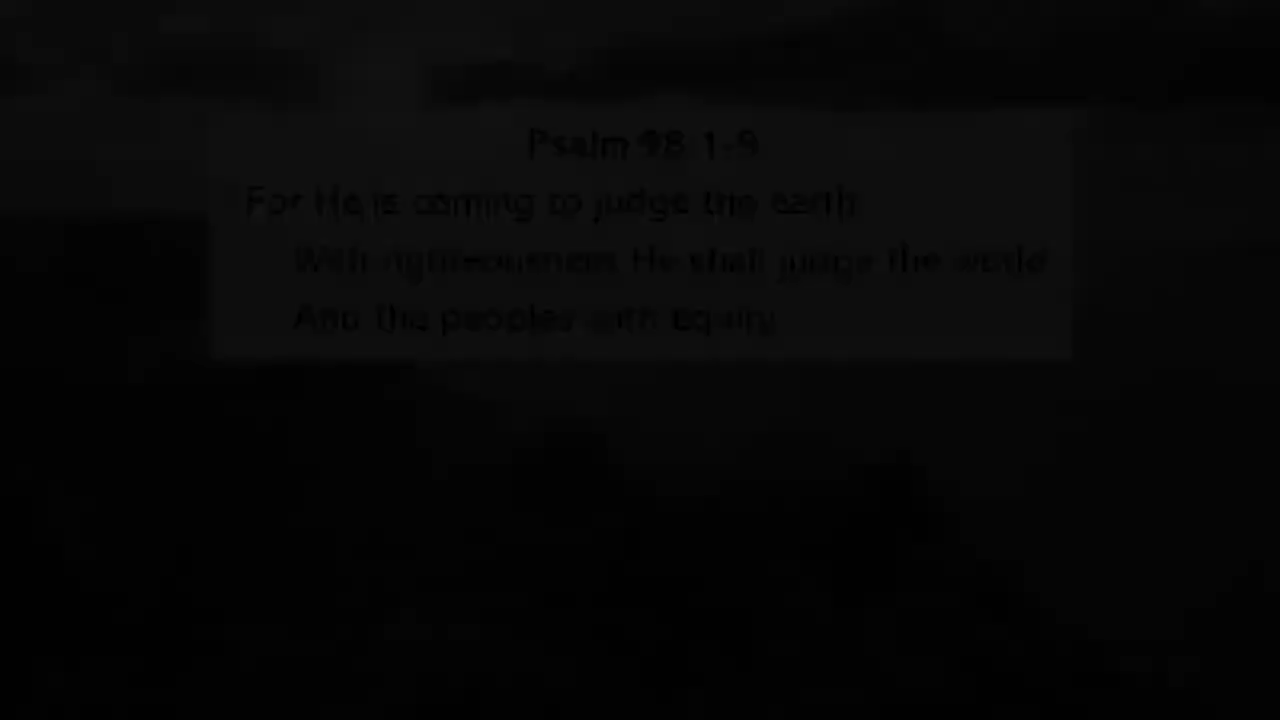 Psalm 98:1-9
For He is coming to judge the earth
With righteousness He shall judge the world
And the peoples with equity